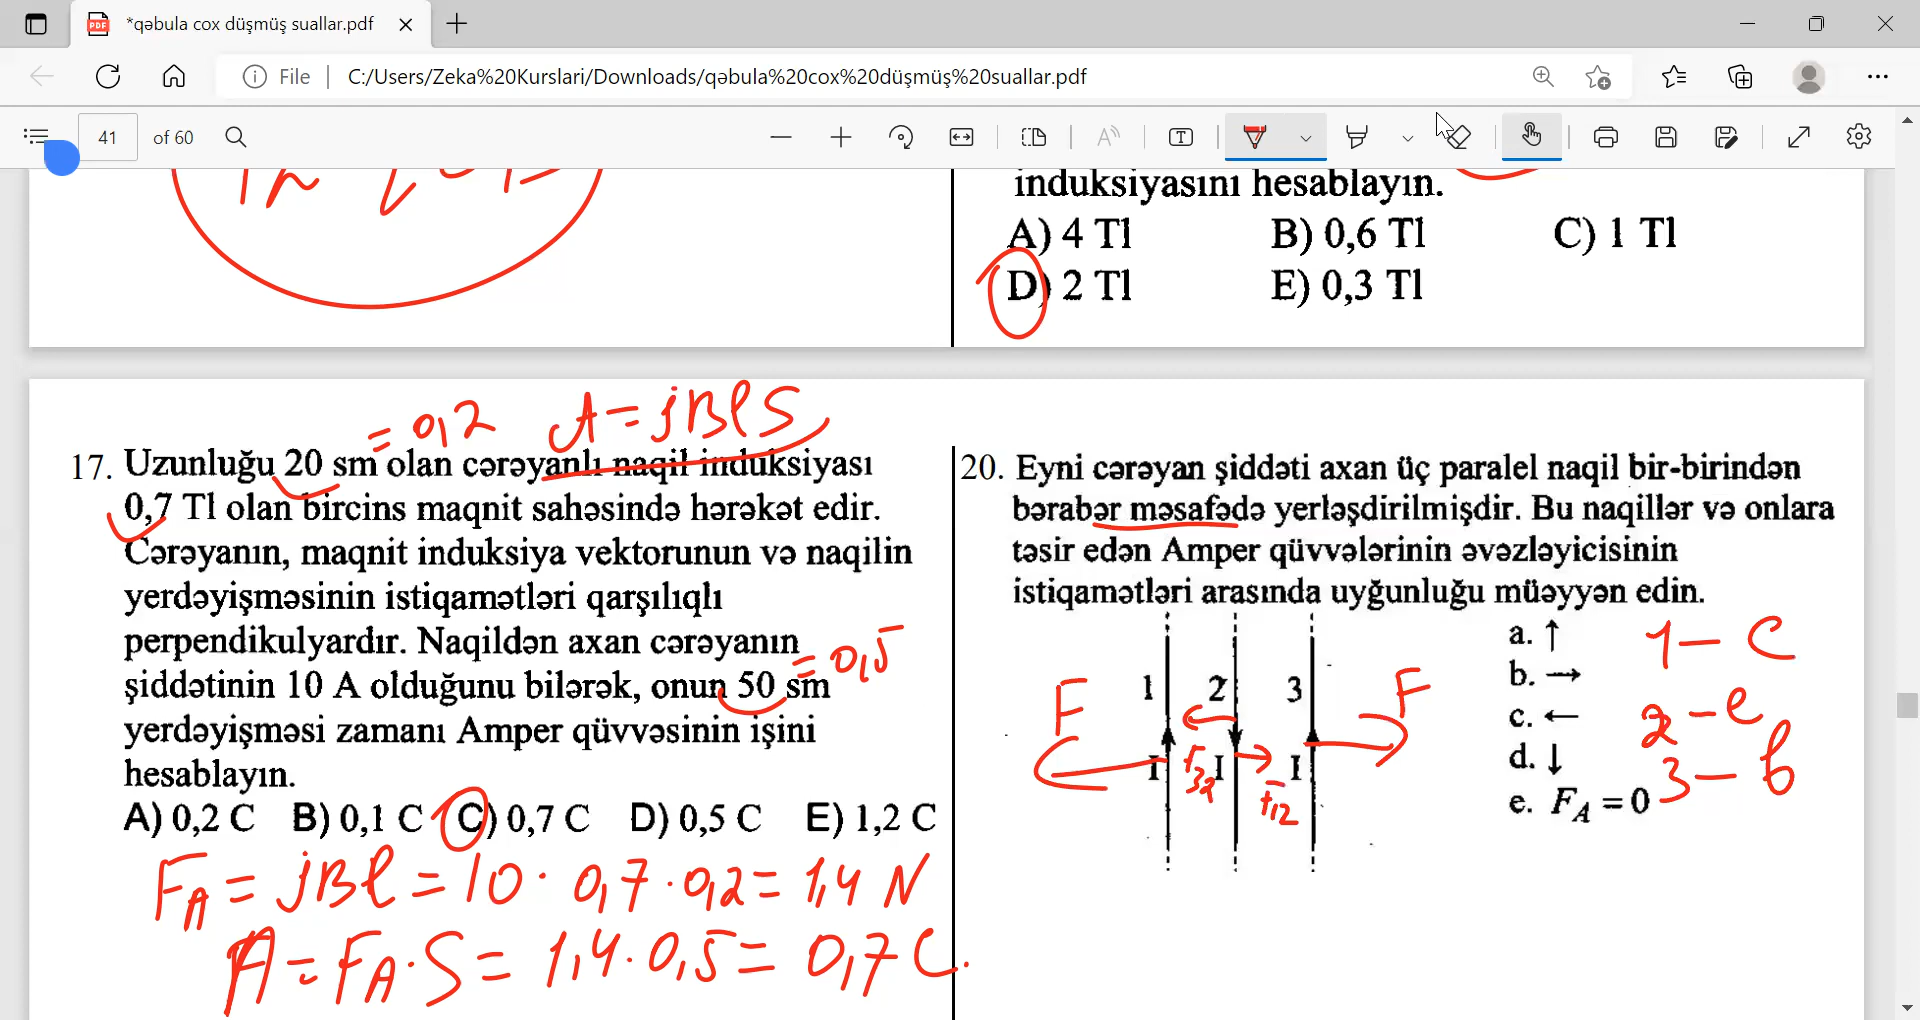 *qəbula cox düşmüş suallar.pdf
File C:/Users/Zeka%20Kurslari/Downloads/qəbula%20cox%20düşmüş%20suallar.pdf
41 of 60
induksiyasını hesablayın.
A) 4 Tl B) 0,6 Tl C) 1 Tl
D) 2 Tl E) 0,3 Tl
= 0,2 A = jBlS
17. Uzunluğu 20 sm olan cərəyanlı naqil induksiyası
0,7 Tl olan bircins maqnit sahəsində hərəkət edir.
Cərəyanın, maqnit induksiya vektorunun və naqilin
yerdəyişməsinin istiqamətləri qarşılıqlı
perpendikulyardır. Naqildən axan cərəyanın
= 0,5
şiddətinin 10 A olduğunu bilərək, onun 50 sm
yerdəyişməsi zamanı Amper qüvvəsinin işini
hesablayın.
A) 0,2 C B) 0,1 C C) 0,7 C D) 0,5 C E) 1,2 C
FA = jBl = 10 · 0,7 · 0,2 = 1,4 N
A = FA · S = 1,4 · 0,5 = 0,7 C.
20. Eyni cərəyan şiddəti axan üç paralel naqil bir-birindən
bərabər məsafədə yerləşdirilmişdir. Bu naqillər və onlara
təsir edən Amper qüvvələrinin əvəzləyicisinin
istiqamətləri arasında uyğunluğu müəyyən edin.
1 2 3
F F
I I I
F32 F12
a. ↑
b. →
c. ←
d. ↓
e. FA = 0
1 – c
2 – e
3 – b